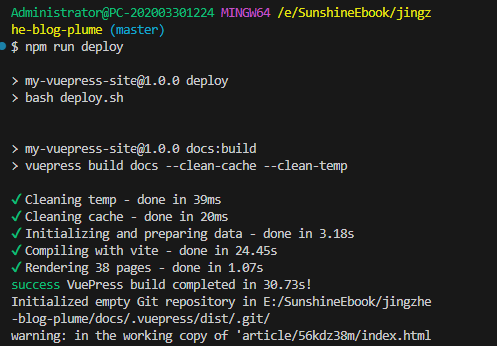 Administrator@PC-202003301224 MINGW64 /e/SunshineEbook/jingz
he-blog-plume (master)
$ npm run deploy
> my-vuepress-site@1.0.0 deploy
> bash deploy.sh
> my-vuepress-site@1.0.0 docs:build
> vuepress build docs --clean-cache --clean-temp
✓ Cleaning temp - done in 39ms
✓ Cleaning cache - done in 20ms
✓ Initializing and preparing data - done in 3.18s
✓ Compiling with vite - done in 24.45s
✓ Rendering 38 pages - done in 1.07s
success VuePress build completed in 30.73s!
Initialized empty Git repository in E:/SunshineEbook/jingzhe
-blog-plume/docs/.vuepress/dist/.git/
warning: in the working copy of 'article/56kdz38m/index.html